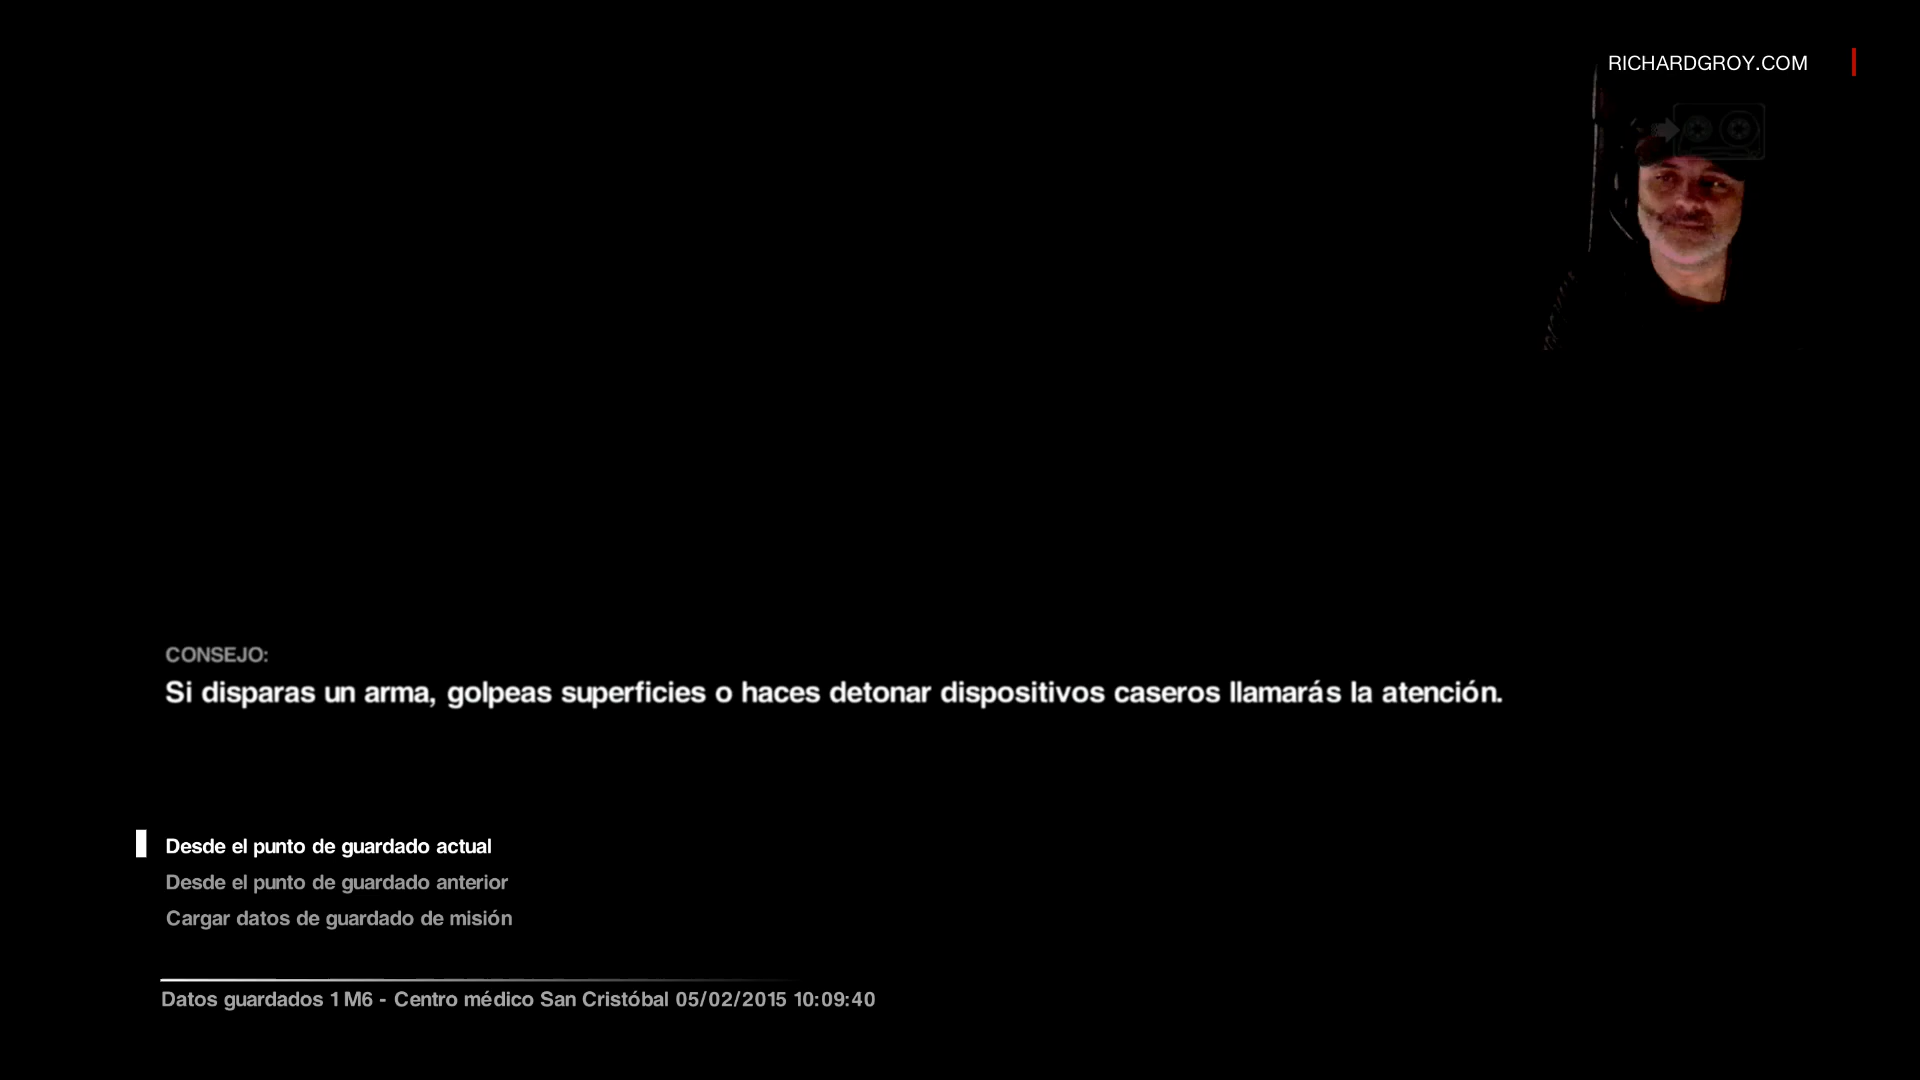 RICHARDGROY.COM
CONSEJO:
Si disparas un arma, golpeas superficies o haces detonar dispositivos caseros llamarás la atención.
Desde el punto de guardado actual
Desde el punto de guardado anterior
Cargar datos de guardado de misión
Datos guardados 1 M6 - Centro médico San Cristóbal 05/02/2015 10:09:40